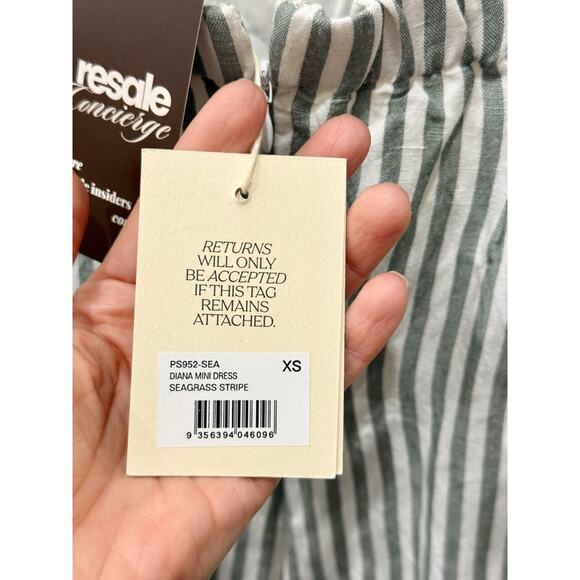 resale
Concierge
insiders
RETURNS
WILL ONLY
BE ACCEPTED
IF THIS TAG
REMAINS
ATTACHED.
PS952-SEA XS
DIANA MINI DRESS
SEAGRASS STRIPE
9 356394 046096